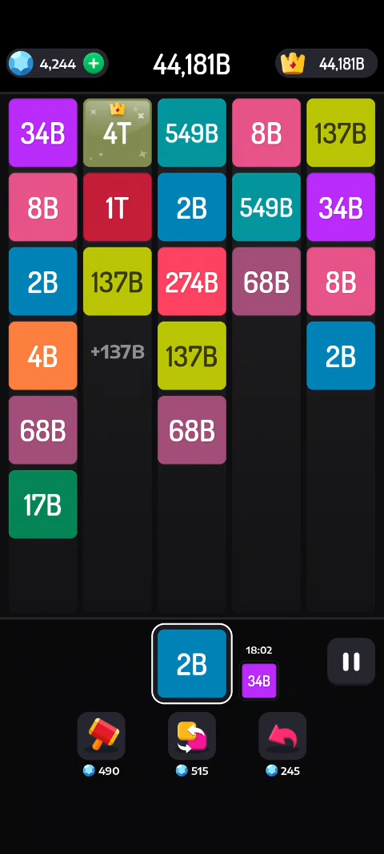 4,244 44,181B 44,181B
34B 4T 549B 8B 137B
8B 1T 2B 549B 34B
2B 137B 274B 68B 8B
4B +137B 137B 2B
68B 68B
17B
18:02
2B 34B
490 515 245